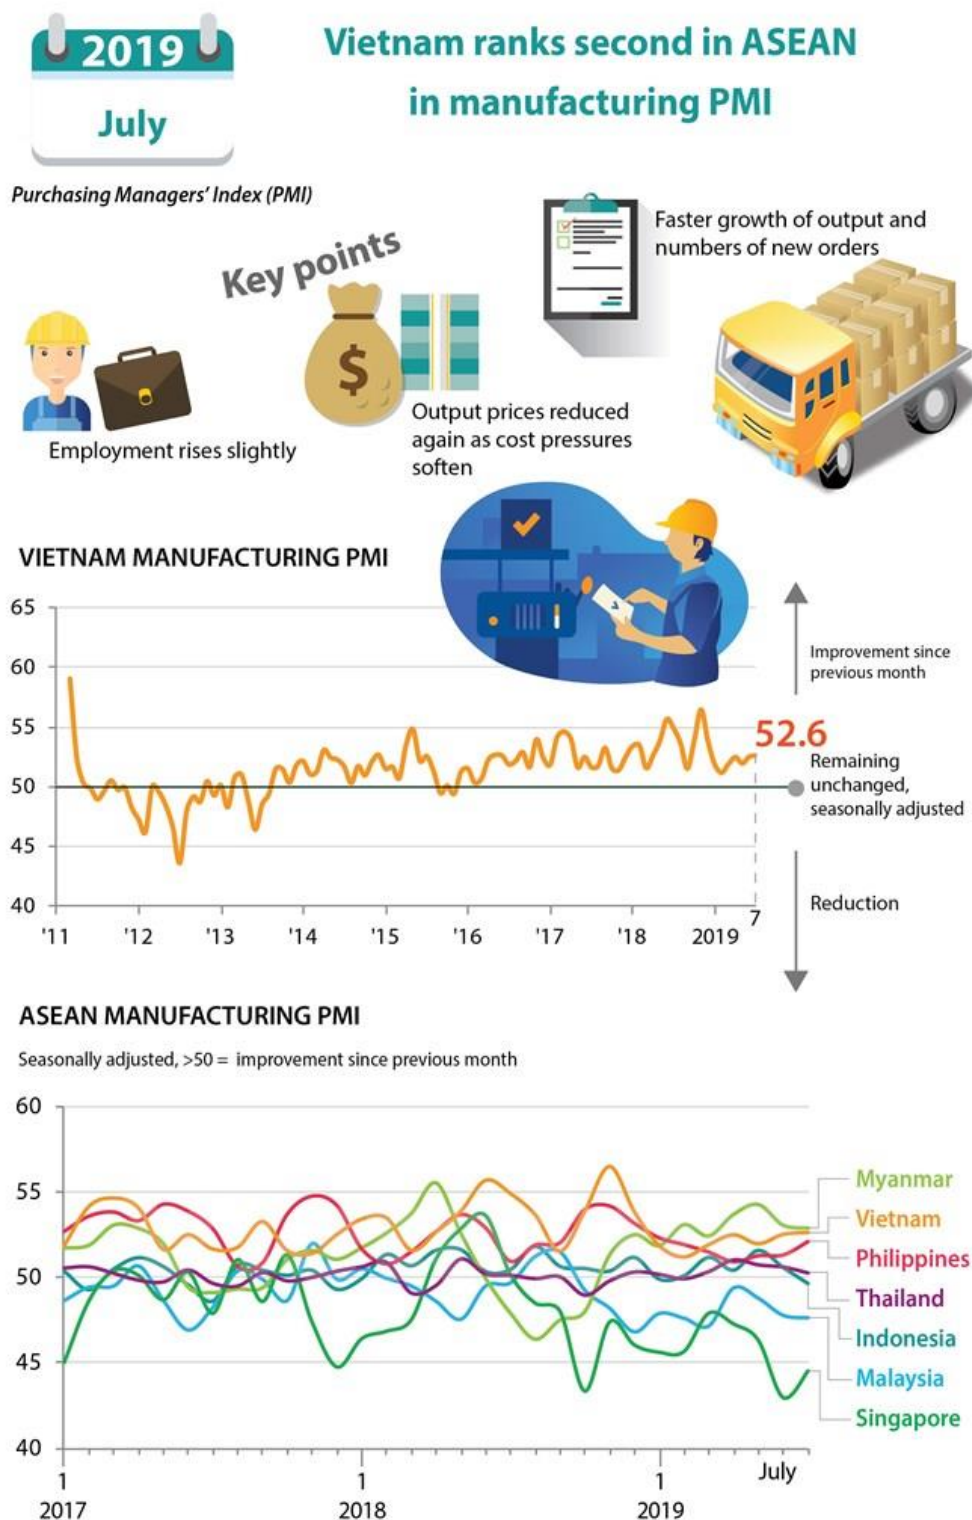 2019
July
Vietnam ranks second in ASEAN
in manufacturing PMI
Purchasing Managers' Index (PMI)
Key points
Faster growth of output and
numbers of new orders
$
Employment rises slightly
Output prices reduced
again as cost pressures
soften
VIETNAM MANUFACTURING PMI
65
60
55
50
45
40
'11
'12
'13
'14
'15
'16
'17
'18
2019
7
52.6
Improvement since
previous month
Remaining
unchanged,
seasonally adjusted
Reduction
ASEAN MANUFACTURING PMI
Seasonally adjusted, >50 = improvement since previous month
60
55
50
45
40
Myanmar
Vietnam
Philippines
Thailand
Indonesia
Malaysia
Singapore
1
2017
1
2018
1
2019
July